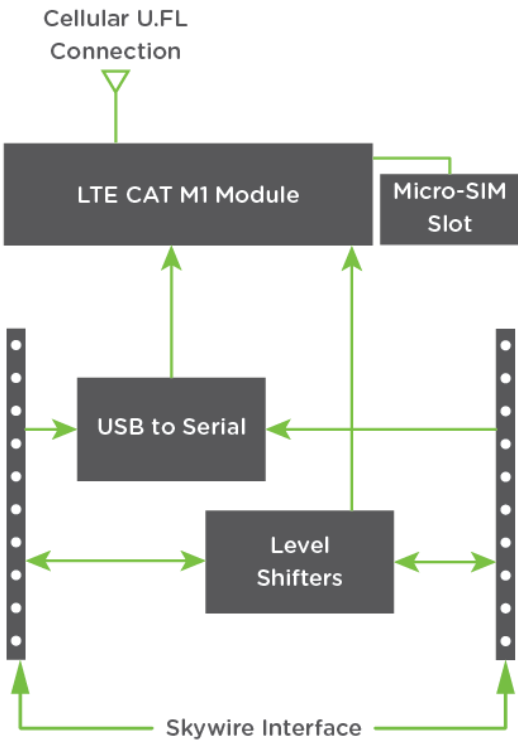 Cellular U.FL
Connection
LTE CAT M1 Module
Micro-SIM
Slot
USB to Serial
Level
Shifters
Skywire Interface